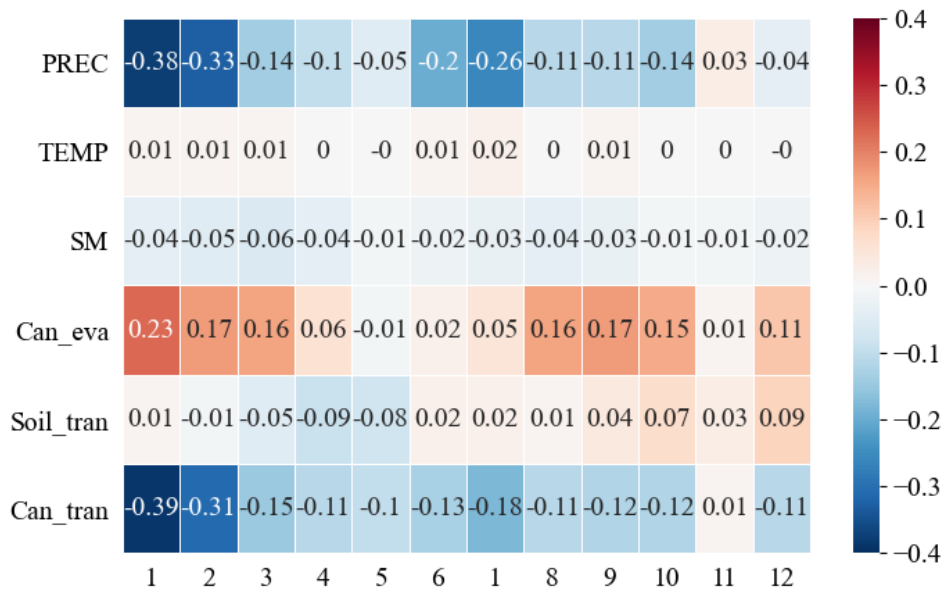 PREC -0.38 -0.33 -0.14 -0.1 -0.05 -0.2 -0.26 -0.11 -0.11 -0.14 0.03 -0.04
TEMP 0.01 0.01 0.01 0 -0 0.01 0.02 0 0.01 0 0 -0
SM -0.04 -0.05 -0.06 -0.04 -0.01 -0.02 -0.03 -0.04 -0.03 -0.01 -0.01 -0.02
Can_eva 0.23 0.17 0.16 0.06 -0.01 0.02 0.05 0.16 0.17 0.15 0.01 0.11
Soil_tran 0.01 -0.01 -0.05 -0.09 -0.08 0.02 0.02 0.01 0.04 0.07 0.03 0.09
Can_tran -0.39 -0.31 -0.15 -0.11 -0.1 -0.13 -0.18 -0.11 -0.12 -0.12 0.01 -0.11
1 2 3 4 5 6 1 8 9 10 11 12
0.4
0.3
0.2
0.1
0.0
−0.1
−0.2
−0.3
−0.4